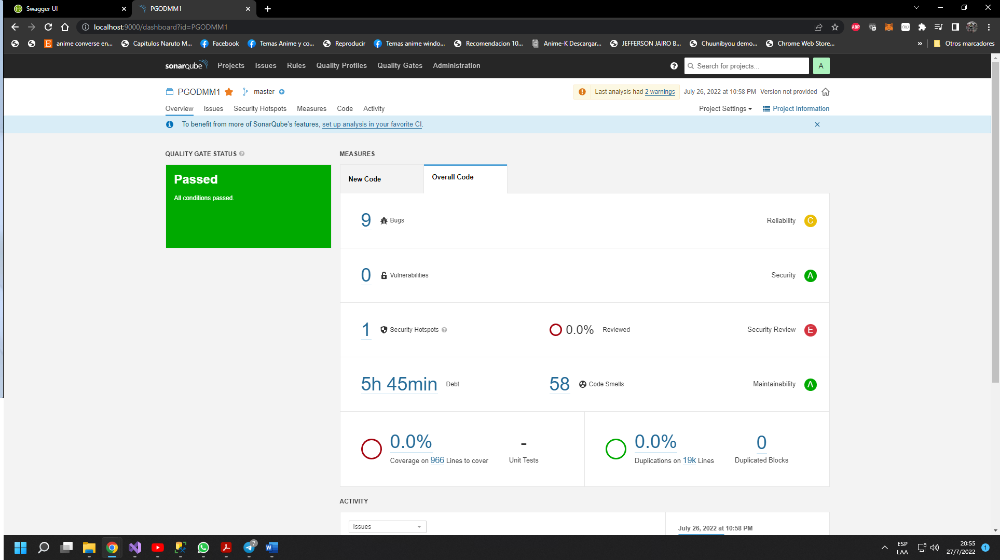 Swagger UI
PGODMM1
localhost:9000/dashboard?id=PGODMM1
ABP
anime converse en...
Capitulos Naruto M...
Facebook
Temas Anime y co...
Reproducir
Temas anime windo...
Recomendacion 10...
Anime-K Descargar...
JEFFERSON JAIRO B...
Chuunibyou demo...
Chrome Web Store...
»
Otros marcadores
sonarqube
Projects
Issues
Rules
Quality Profiles
Quality Gates
Administration
Search for projects...
A
PGODMM1
master
Last analysis had 2 warnings
July 26, 2022 at 10:58 PM
Version not provided
Overview
Issues
Security Hotspots
Measures
Code
Activity
Project Settings
Project Information
To benefit from more of SonarQube's features, set up analysis in your favorite CI.
QUALITY GATE STATUS
MEASURES
Passed
All conditions passed.
New Code
Overall Code
9 Bugs
Reliability C
0 Vulnerabilities
Security A
1 Security Hotspots
0.0% Reviewed
Security Review E
5h 45min Debt
58 Code Smells
Maintainability A
0.0%
Coverage on 966 Lines to cover
-
Unit Tests
0.0%
Duplications on 19k Lines
0
Duplicated Blocks
ACTIVITY
Issues
July 26, 2022 at 10:58 PM
7
ESP
LAA
20:55
27/7/2022
1